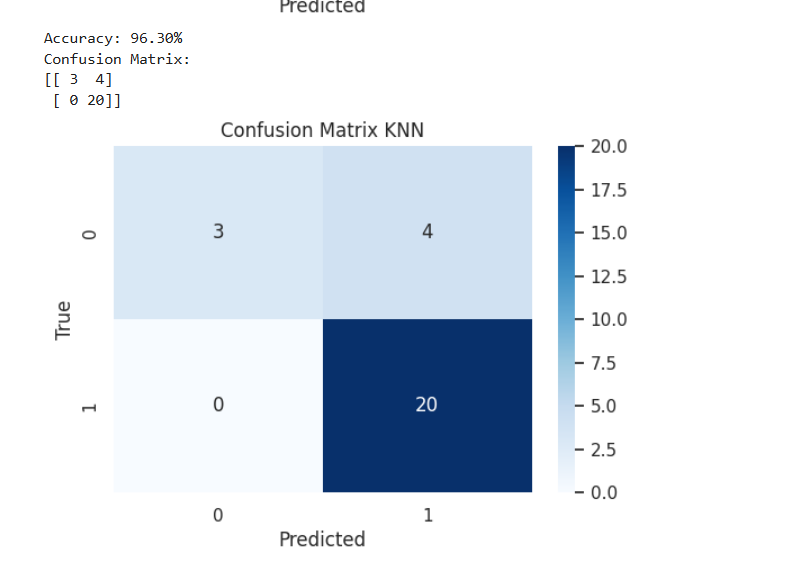 Predicted
Accuracy: 96.30%
Confusion Matrix:
[[ 3  4]
 [ 0 20]]
Confusion Matrix KNN
20.0
17.5
15.0
12.5
10.0
7.5
5.0
2.5
0.0
True
0
3
4
1
0
20
0
1
Predicted